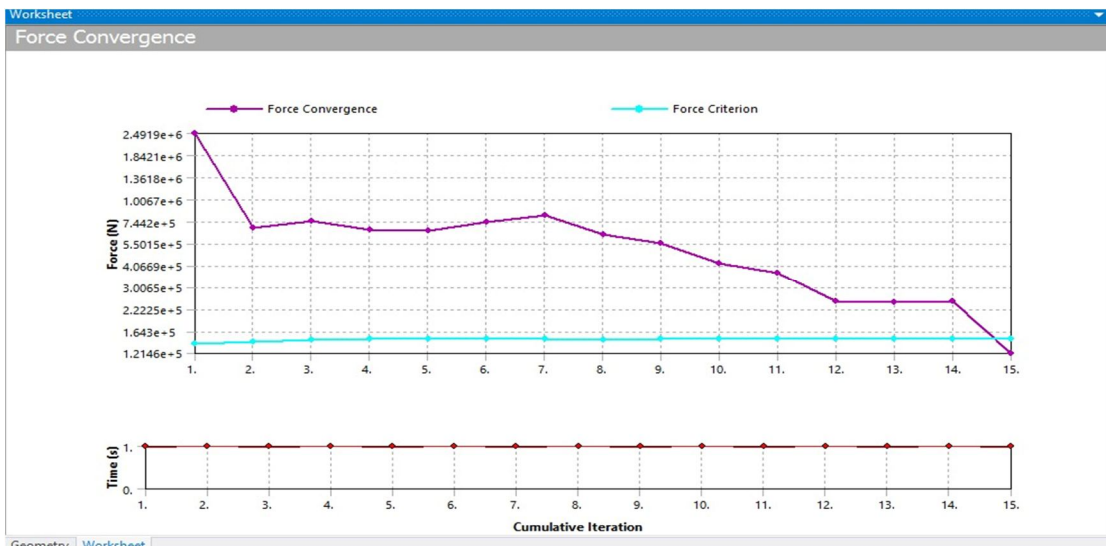 Worksheet
Force Convergence
Force Convergence
Force Criterion
Force (N)
2.4919e+6
1.8421e+6
1.3618e+6
1.0067e+6
7.442e+5
5.5015e+5
4.0669e+5
3.0065e+5
2.2225e+5
1.643e+5
1.2146e+5
1. 2. 3. 4. 5. 6. 7. 8. 9. 10. 11. 12. 13. 14. 15.
Time (s)
1.
0.
1. 2. 3. 4. 5. 6. 7. 8. 9. 10. 11. 12. 13. 14. 15.
Cumulative Iteration
Geometry Worksheet